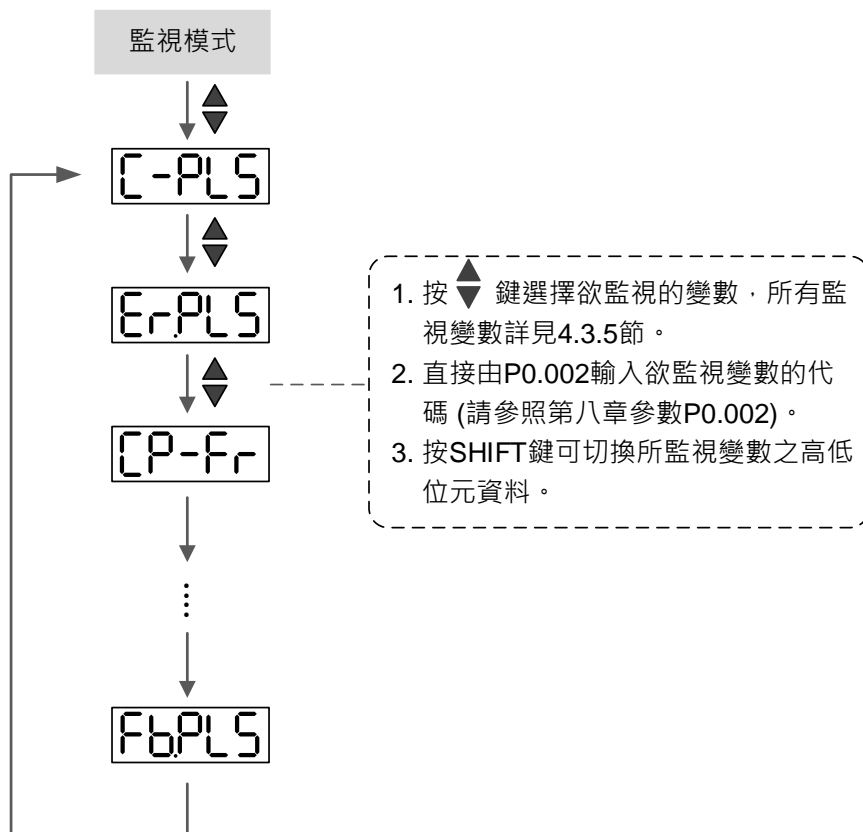 監視模式
C-PLS
Er.PLS
1. 按 ▲▼ 鍵選擇欲監視的變數，所有監
視變數詳見4.3.5節。
2. 直接由P0.002輸入欲監視變數的代
碼 (請參照第八章參數P0.002)。
3. 按SHIFT鍵可切換所監視變數之高低
位元資料。
CP-Fr
⋮
Fb.PLS